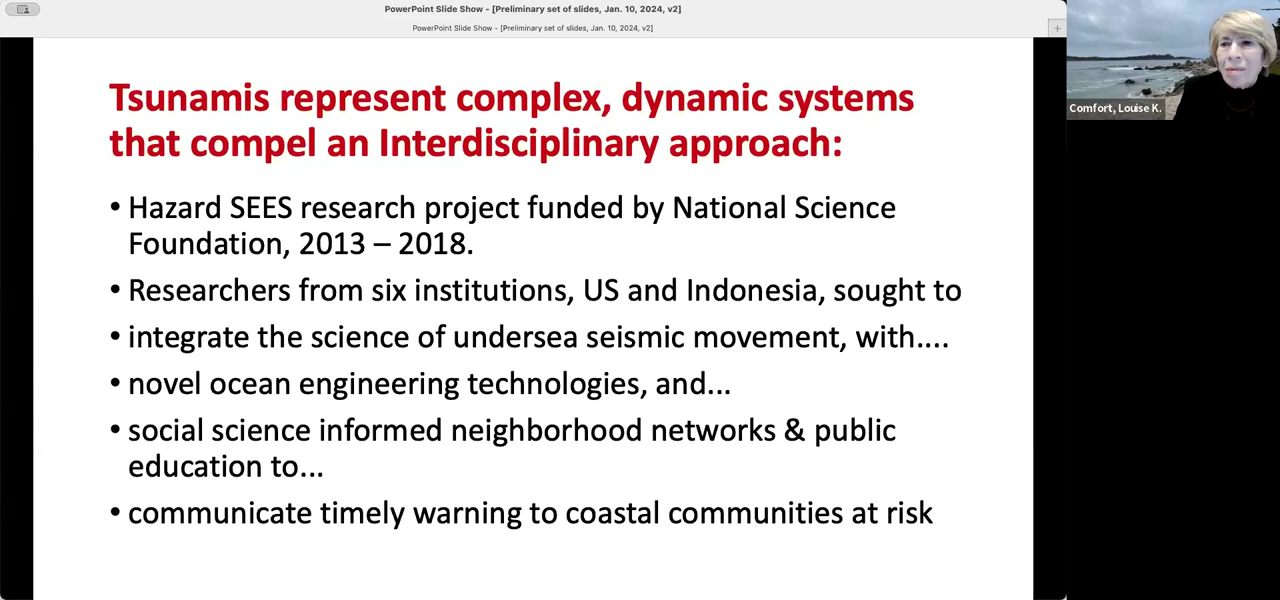 PowerPoint Slide Show - [Preliminary set of slides, Jan. 10, 2024, v2]
PowerPoint Slide Show - [Preliminary set of slides, Jan. 10, 2024, v2]
Comfort, Louise K.
Tsunamis represent complex, dynamic systems
that compel an Interdisciplinary approach:
• Hazard SEES research project funded by National Science
Foundation, 2013 – 2018.
• Researchers from six institutions, US and Indonesia, sought to
• integrate the science of undersea seismic movement, with....
• novel ocean engineering technologies, and...
• social science informed neighborhood networks & public
education to...
• communicate timely warning to coastal communities at risk